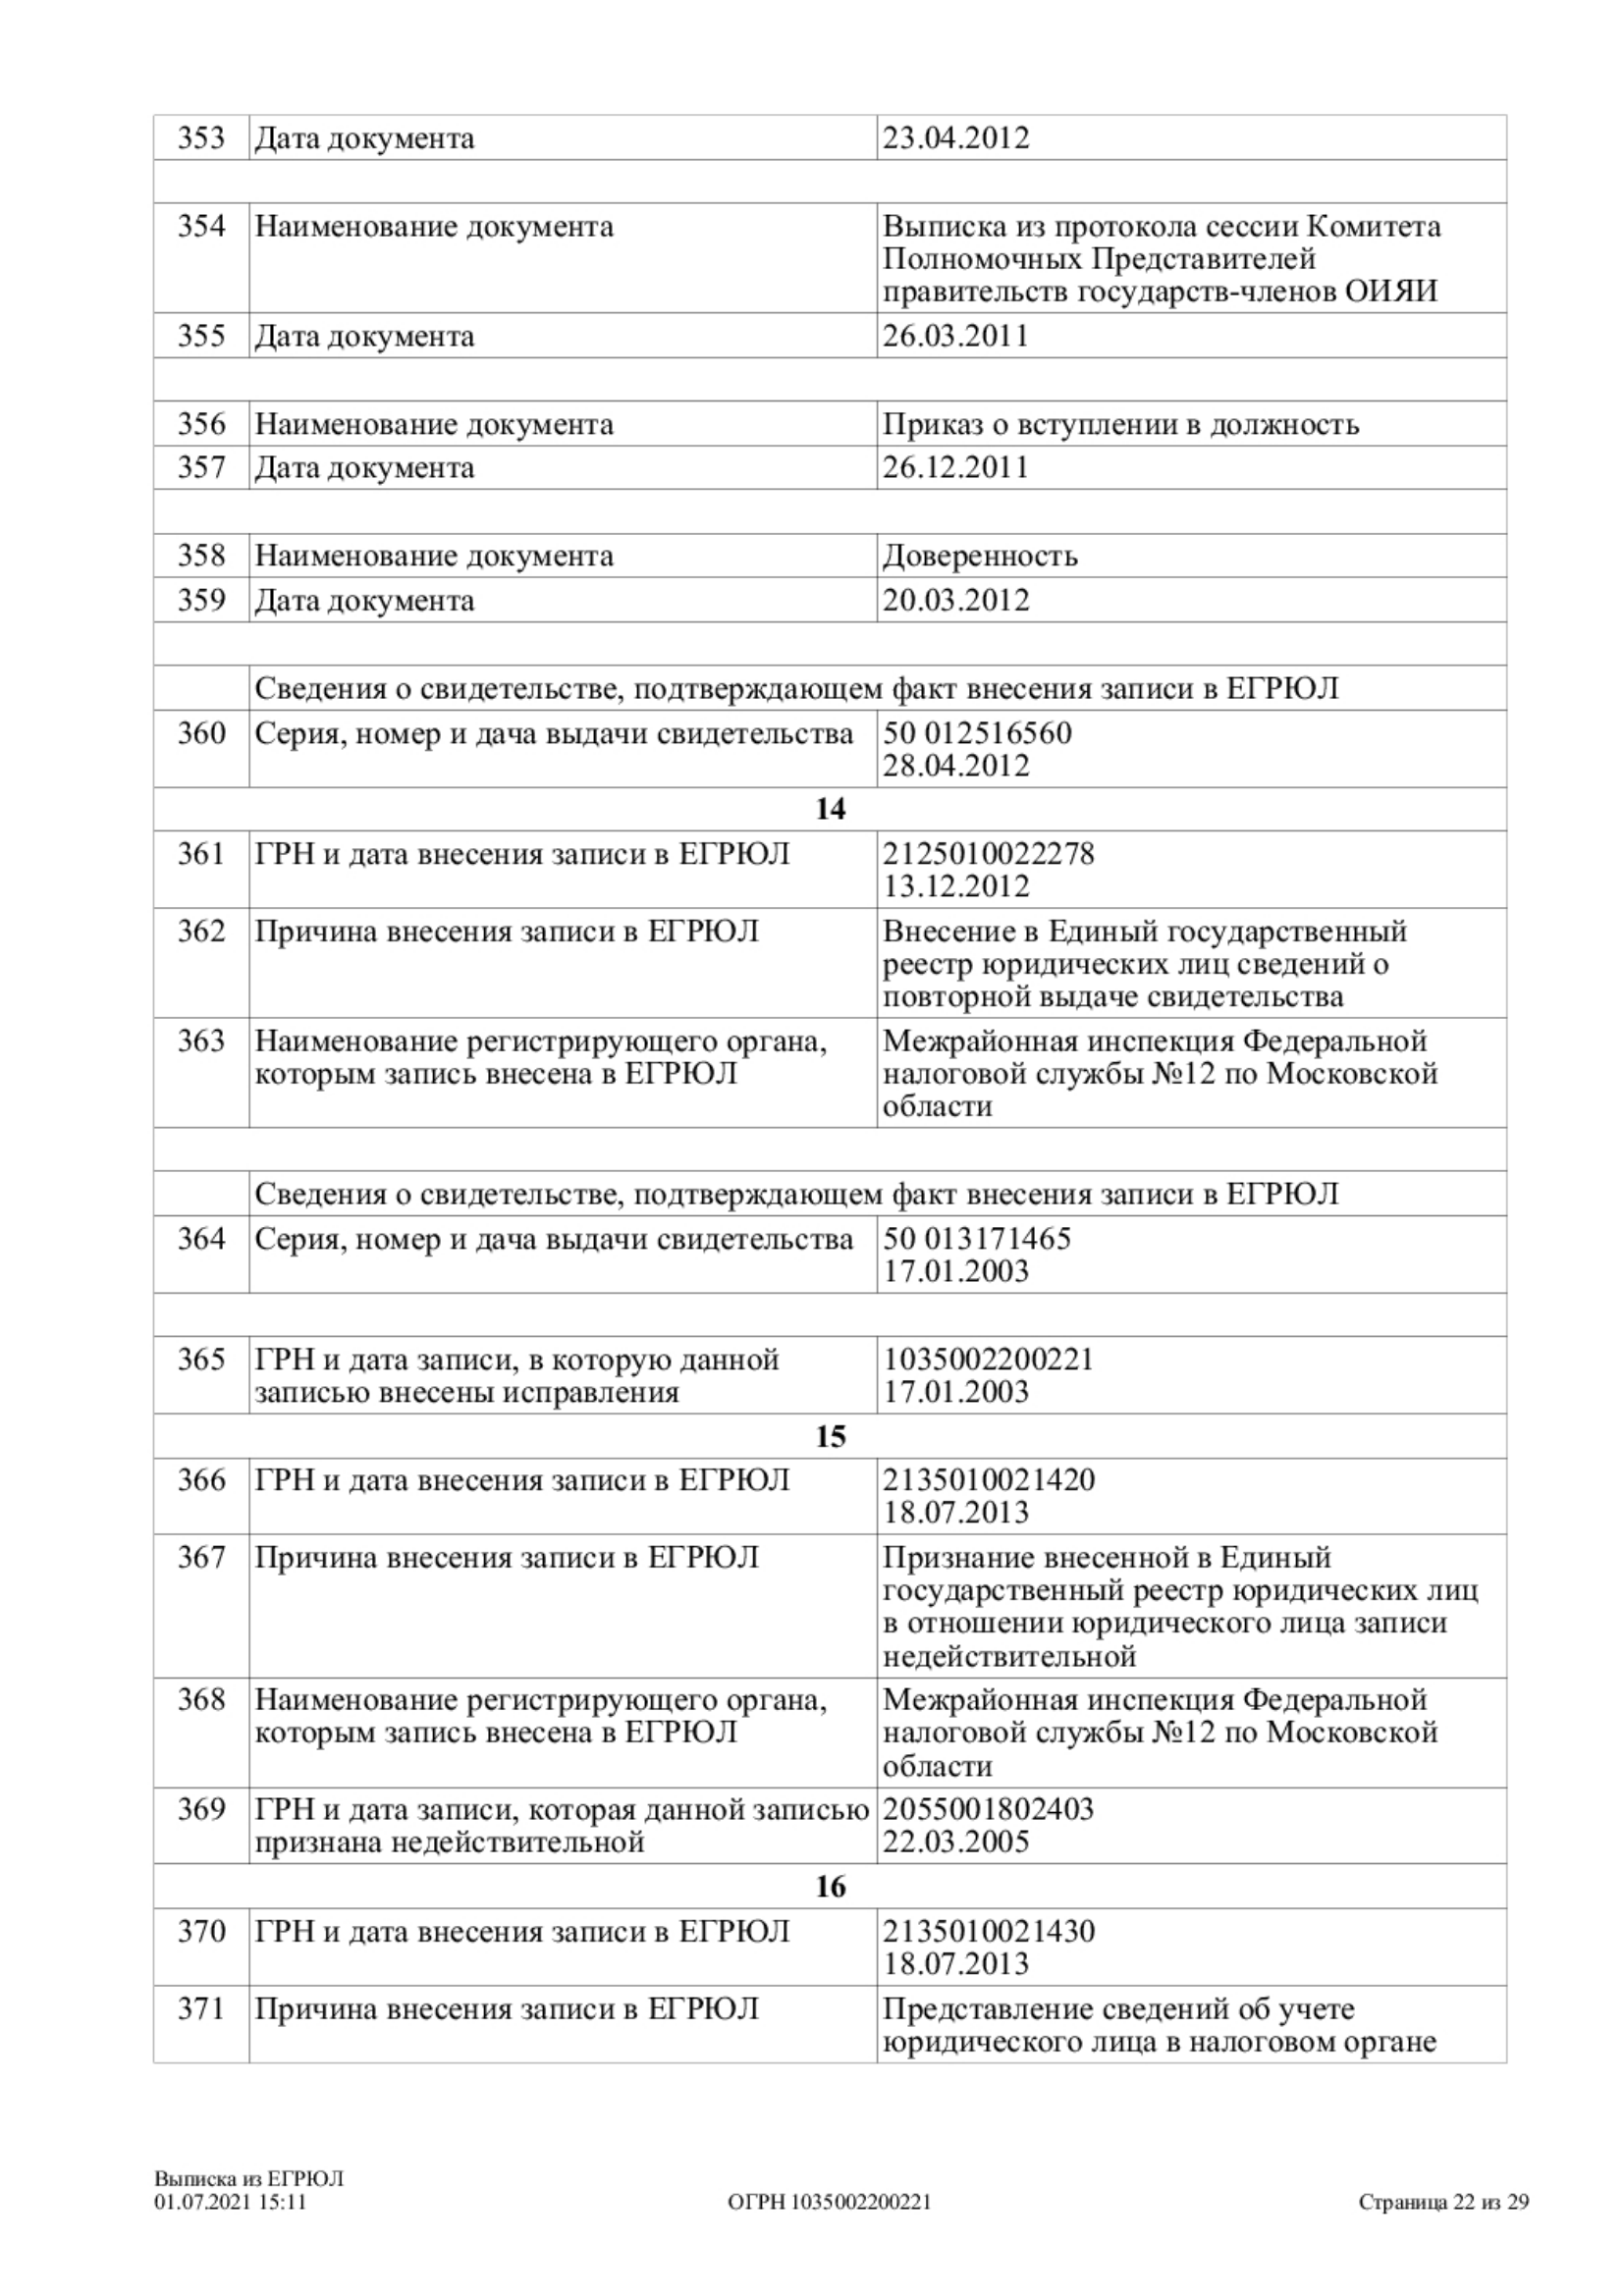 353 Дата документа 23.04.2012
354 Наименование документа Выписка из протокола сессии Комитета
Полномочных Представителей
правительств государств-членов ОИЯИ
355 Дата документа 26.03.2011
356 Наименование документа Приказ о вступлении в должность
357 Дата документа 26.12.2011
358 Наименование документа Доверенность
359 Дата документа 20.03.2012
Сведения о свидетельстве, подтверждающем факт внесения записи в ЕГРЮЛ
360 Серия, номер и дача выдачи свидетельства 50 012516560
28.04.2012
14
361 ГРН и дата внесения записи в ЕГРЮЛ 2125010022278
13.12.2012
362 Причина внесения записи в ЕГРЮЛ Внесение в Единый государственный
реестр юридических лиц сведений о
повторной выдаче свидетельства
363 Наименование регистрирующего органа, Межрайонная инспекция Федеральной
которым запись внесена в ЕГРЮЛ налоговой службы №12 по Московской
области
Сведения о свидетельстве, подтверждающем факт внесения записи в ЕГРЮЛ
364 Серия, номер и дача выдачи свидетельства 50 013171465
17.01.2003
365 ГРН и дата записи, в которую данной 1035002200221
записью внесены исправления 17.01.2003
15
366 ГРН и дата внесения записи в ЕГРЮЛ 2135010021420
18.07.2013
367 Причина внесения записи в ЕГРЮЛ Признание внесенной в Единый
государственный реестр юридических лиц
в отношении юридического лица записи
недействительной
368 Наименование регистрирующего органа, Межрайонная инспекция Федеральной
которым запись внесена в ЕГРЮЛ налоговой службы №12 по Московской
области
369 ГРН и дата записи, которая данной записью 2055001802403
признана недействительной 22.03.2005
16
370 ГРН и дата внесения записи в ЕГРЮЛ 2135010021430
18.07.2013
371 Причина внесения записи в ЕГРЮЛ Представление сведений об учете
юридического лица в налоговом органе
Выписка из ЕГРЮЛ
01.07.2021 15:11 ОГРН 1035002200221 Страница 22 из 29